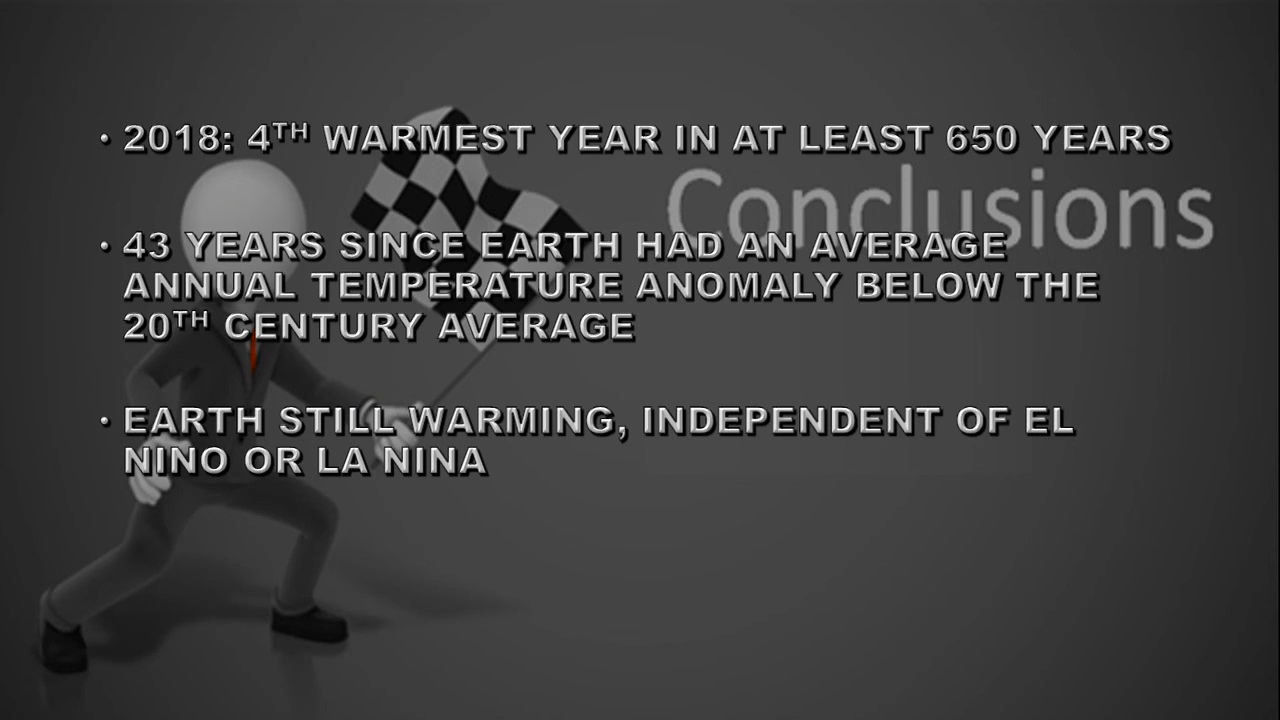 • 2018: 4TH WARMEST YEAR IN AT LEAST 650 YEARS
Conclusions
• 43 YEARS SINCE EARTH HAD AN AVERAGE
ANNUAL TEMPERATURE ANOMALY BELOW THE
20TH CENTURY AVERAGE
• EARTH STILL WARMING, INDEPENDENT OF EL
NINO OR LA NINA